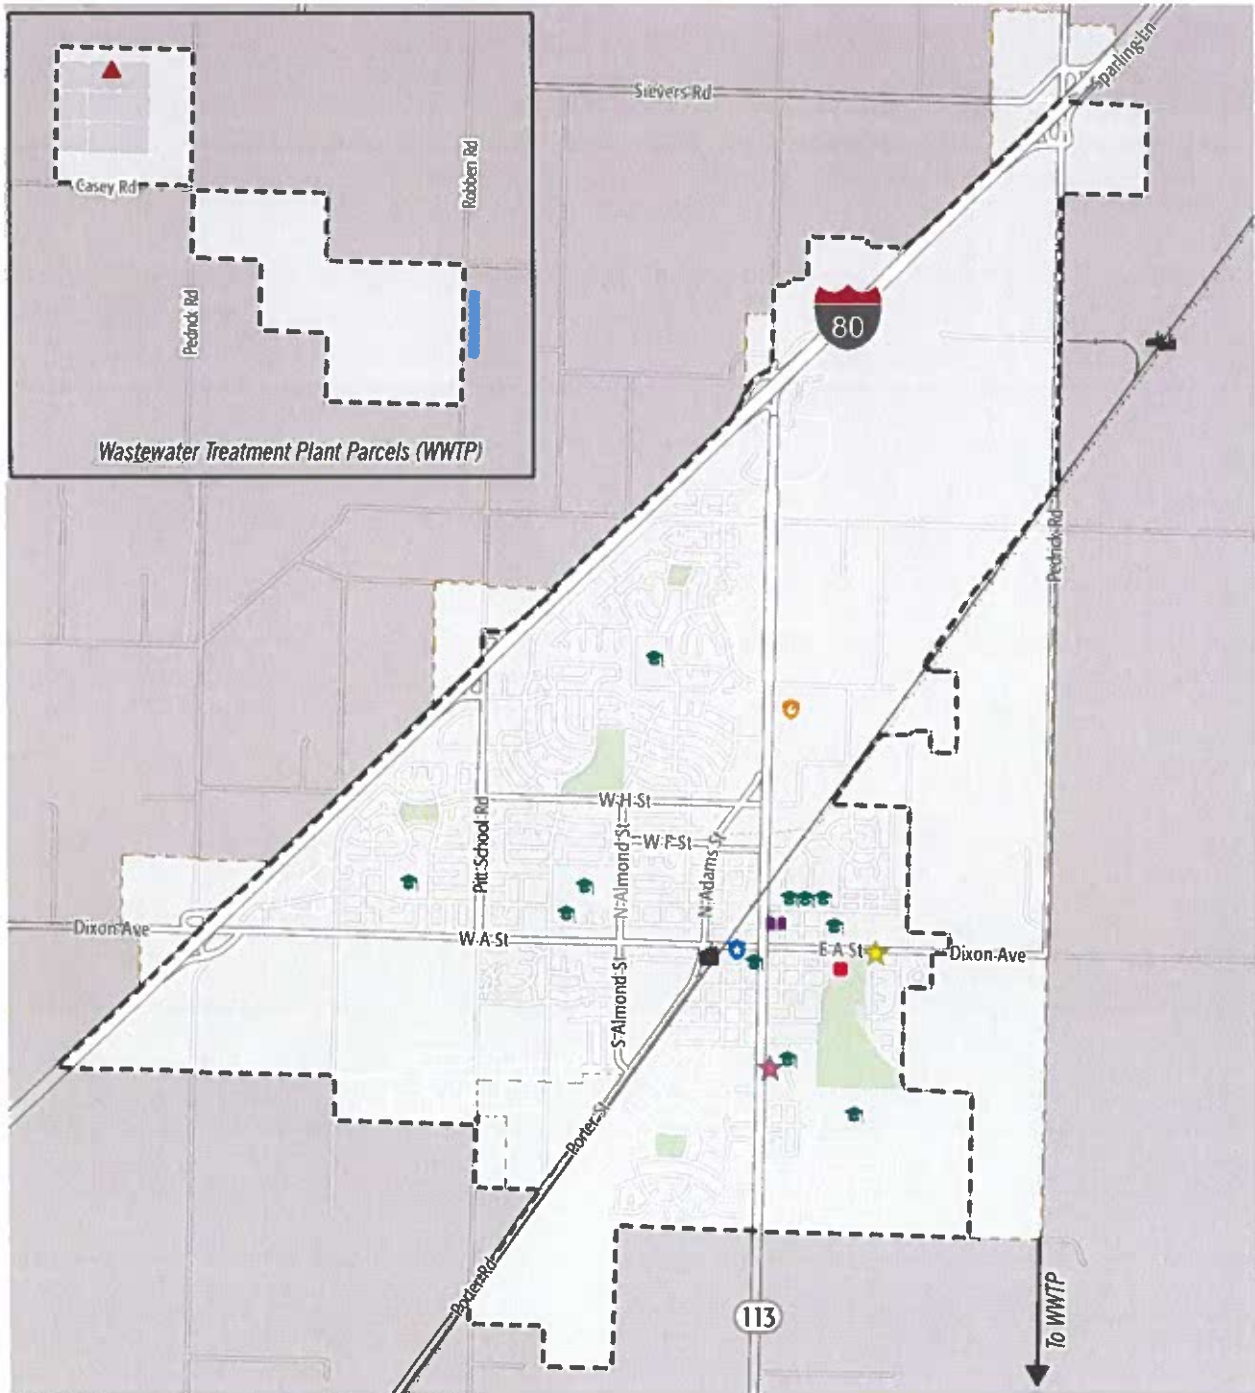 Sparling Ln
Sievers Rd
Robben Rd
Casey Rd
Pedrick Rd
80
Wastewater Treatment Plant Parcels (WWTP)
Pedrick Rd
W H St
Pitt School Rd
N Almond St
W F St
N Adams St
Dixon Ave
W A St
E A St
Dixon Ave
S Almond St
Porter St
Porter Rd
113
To WWTP